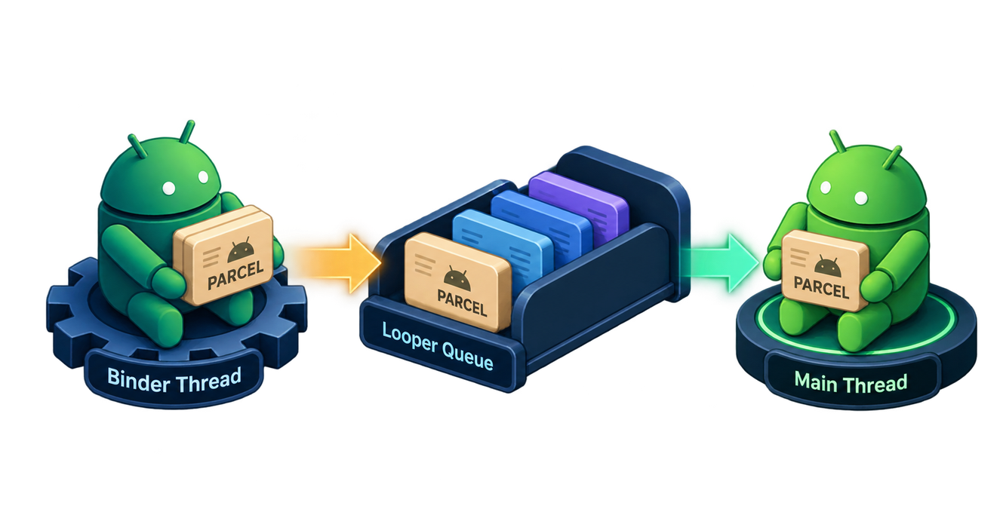 PARCEL
Binder Thread
PARCEL
Looper Queue
PARCEL
Main Thread